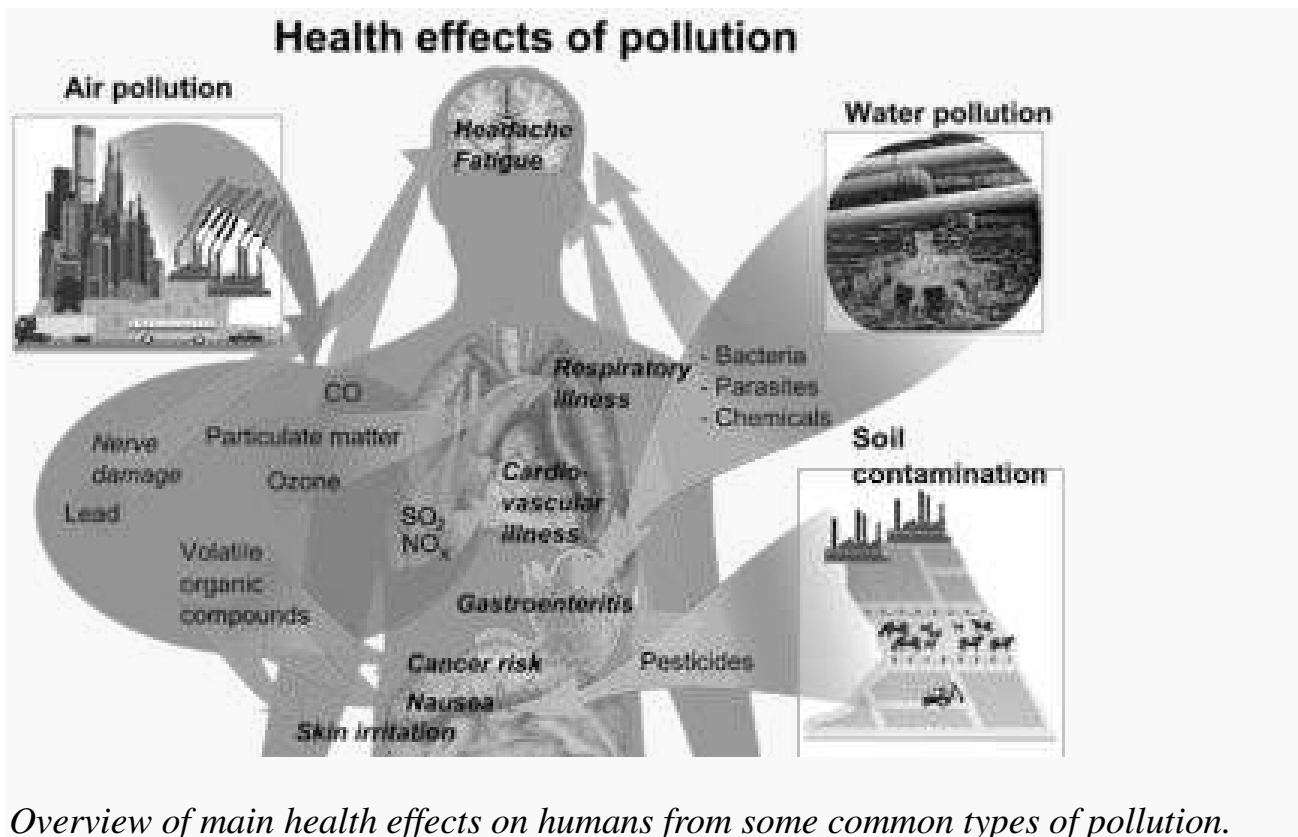 Health effects of pollution
Air pollution
Water pollution
Headache
Fatigue
Respiratory
illness
- Bacteria
- Parasites
- Chemicals
CO
Particulate matter
Ozone
Nerve
damage
Lead
Cardio-
vascular
illness
SO₂
NOₓ
Volatile
organic
compounds
Soil
contamination
Gastroenteritis
Pesticides
Cancer risk
Nausea
Skin irritation
Overview of main health effects on humans from some common types of pollution.